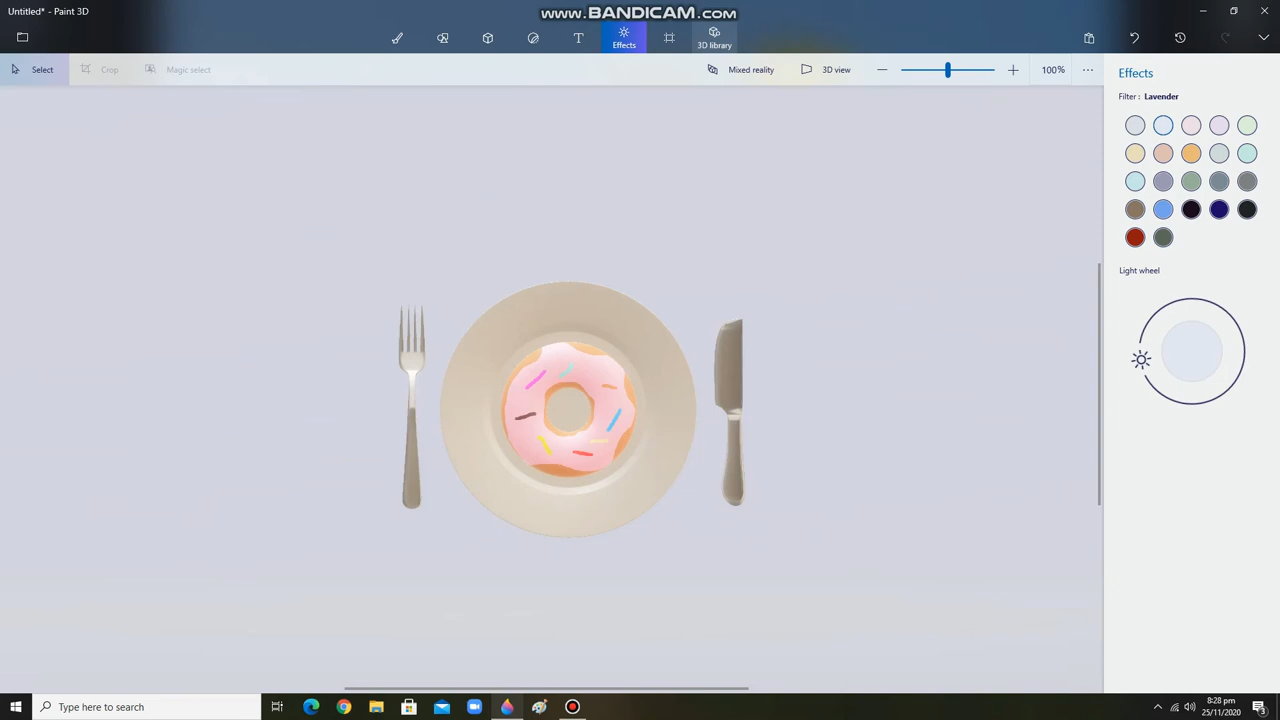 Untitled* - Paint 3D
www.BANDICAM.com
Effects
3D library
Select
Crop
Magic select
Mixed reality
3D view
100%
Effects
Filter : Lavender
Light wheel
Type here to search
8:28 pm
25/11/2020
3